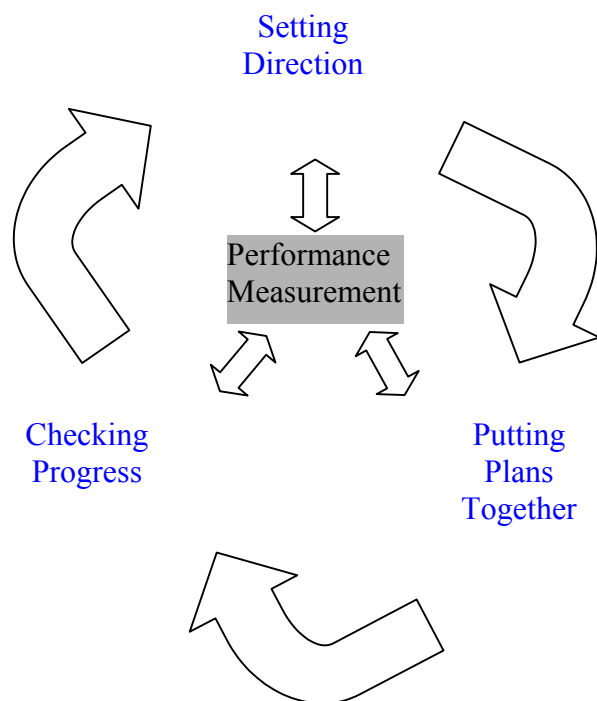 Setting
Direction
Performance
Measurement
Checking
Progress
Putting
Plans
Together